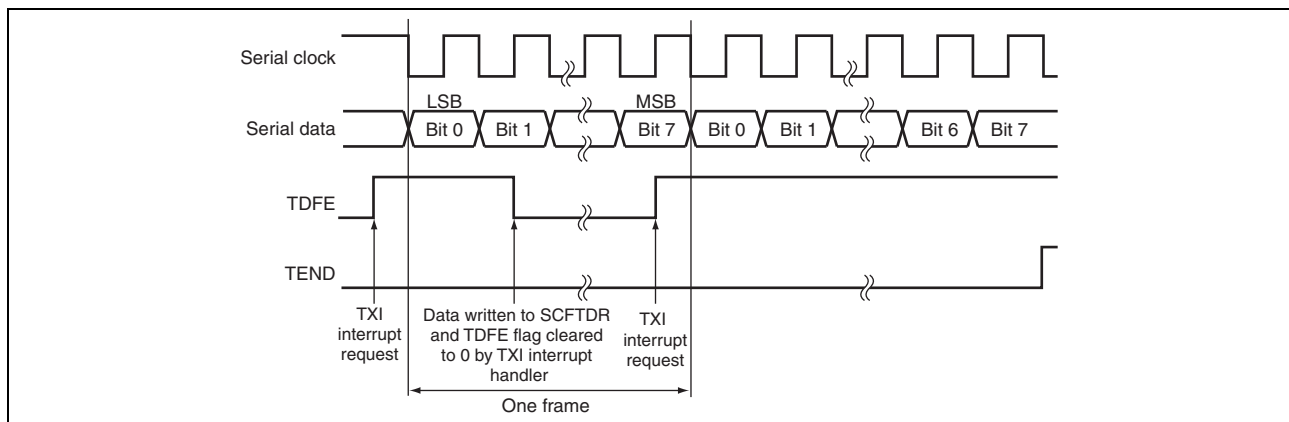 Serial clock
LSB
MSB
Serial data
Bit 0
Bit 1
Bit 7
Bit 0
Bit 1
Bit 6
Bit 7
TDFE
TEND
TXI
interrupt
request
Data written to SCFTDR
and TDFE flag cleared
to 0 by TXI interrupt
handler
TXI
interrupt
request
One frame